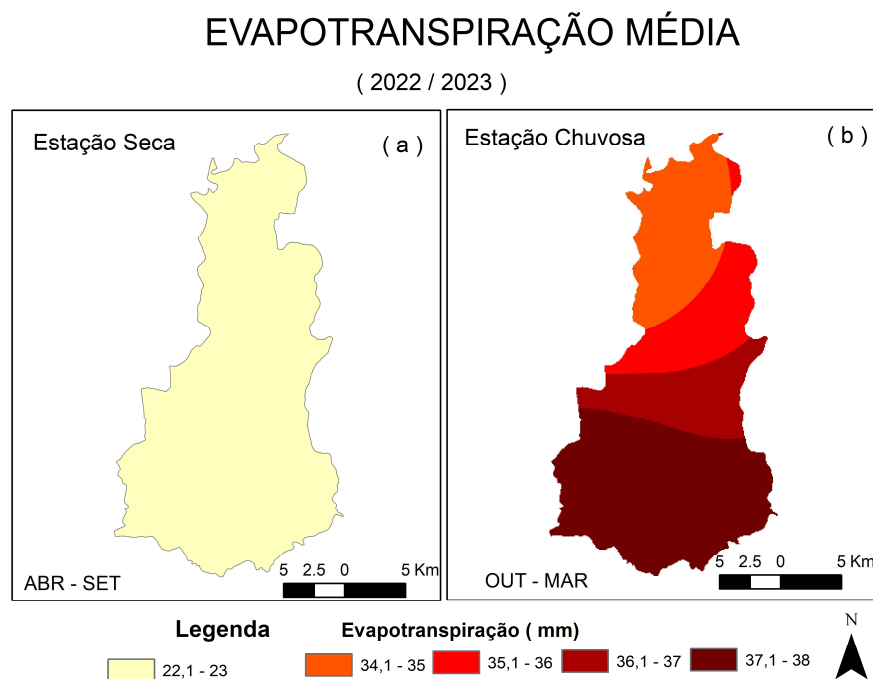 EVAPOTRANSPIRAÇÃO MÉDIA
( 2022 / 2023 )
Estação Seca ( a )
ABR - SET
5 2.5 0 5 Km
Estação Chuvosa ( b )
OUT - MAR
5 2.5 0 5 Km
Legenda
Evapotranspiração ( mm)
22,1 - 23
34,1 - 35
35,1 - 36
36,1 - 37
37,1 - 38
N